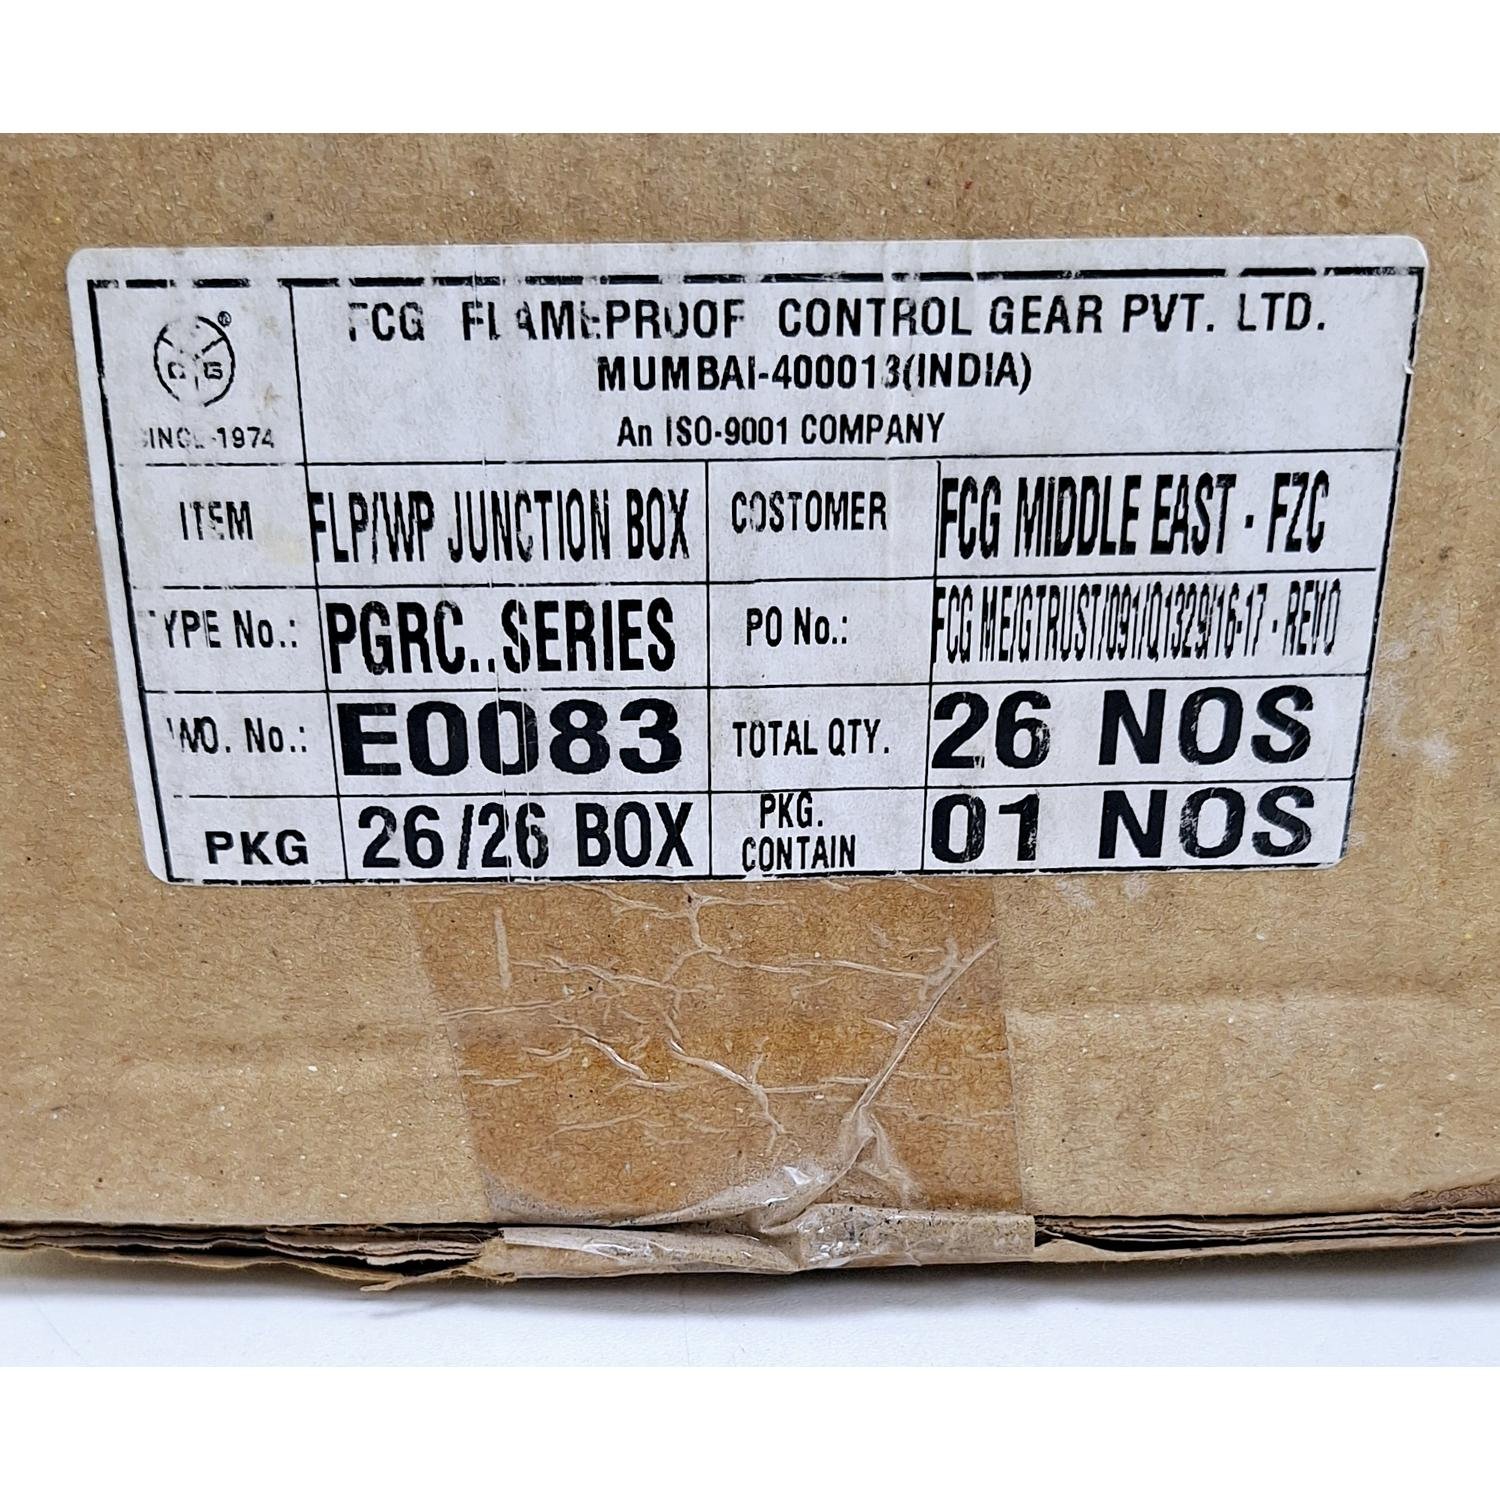 FCG FLAMEPROOF CONTROL GEAR PVT. LTD.
MUMBAI-400013(INDIA)
An ISO-9001 COMPANY
®
SINCE-1974
ITEM FLP/WP JUNCTION BOX COSTOMER FCG MIDDLE EAST - FZC
TYPE No.: PGRC..SERIES PO No.: FCG ME/GTRUST/091/Q1329/16-17 - REV0
WO. No.: E0083 TOTAL QTY. 26 NOS
PKG 26/26 BOX PKG. CONTAIN 01 NOS